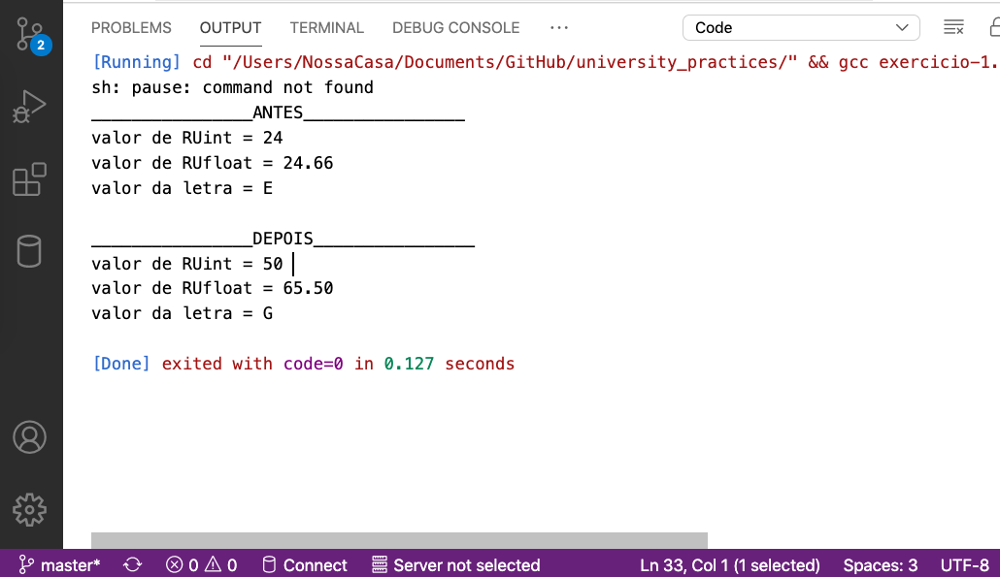 2
PROBLEMS OUTPUT TERMINAL DEBUG CONSOLE ··· Code
[Running] cd "/Users/NossaCasa/Documents/GitHub/university_practices/" && gcc exercicio-1.
sh: pause: command not found
________________ANTES________________
valor de RUint = 24
valor de RUfloat = 24.66
valor da letra = E
________________DEPOIS________________
valor de RUint = 50
valor de RUfloat = 65.50
valor da letra = G
[Done] exited with code=0 in 0.127 seconds
master* 0 0 Connect Server not selected Ln 33, Col 1 (1 selected) Spaces: 3 UTF-8